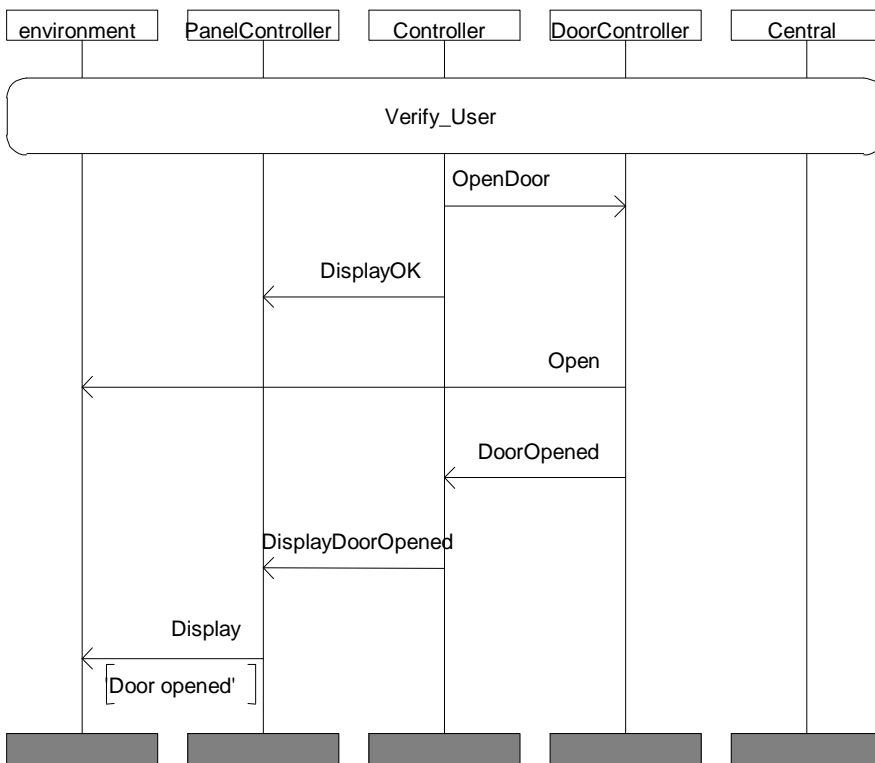 environment PanelController Controller DoorController Central
Verify_User
OpenDoor
DisplayOK
Open
DoorOpened
DisplayDoorOpened
Display
'Door opened'